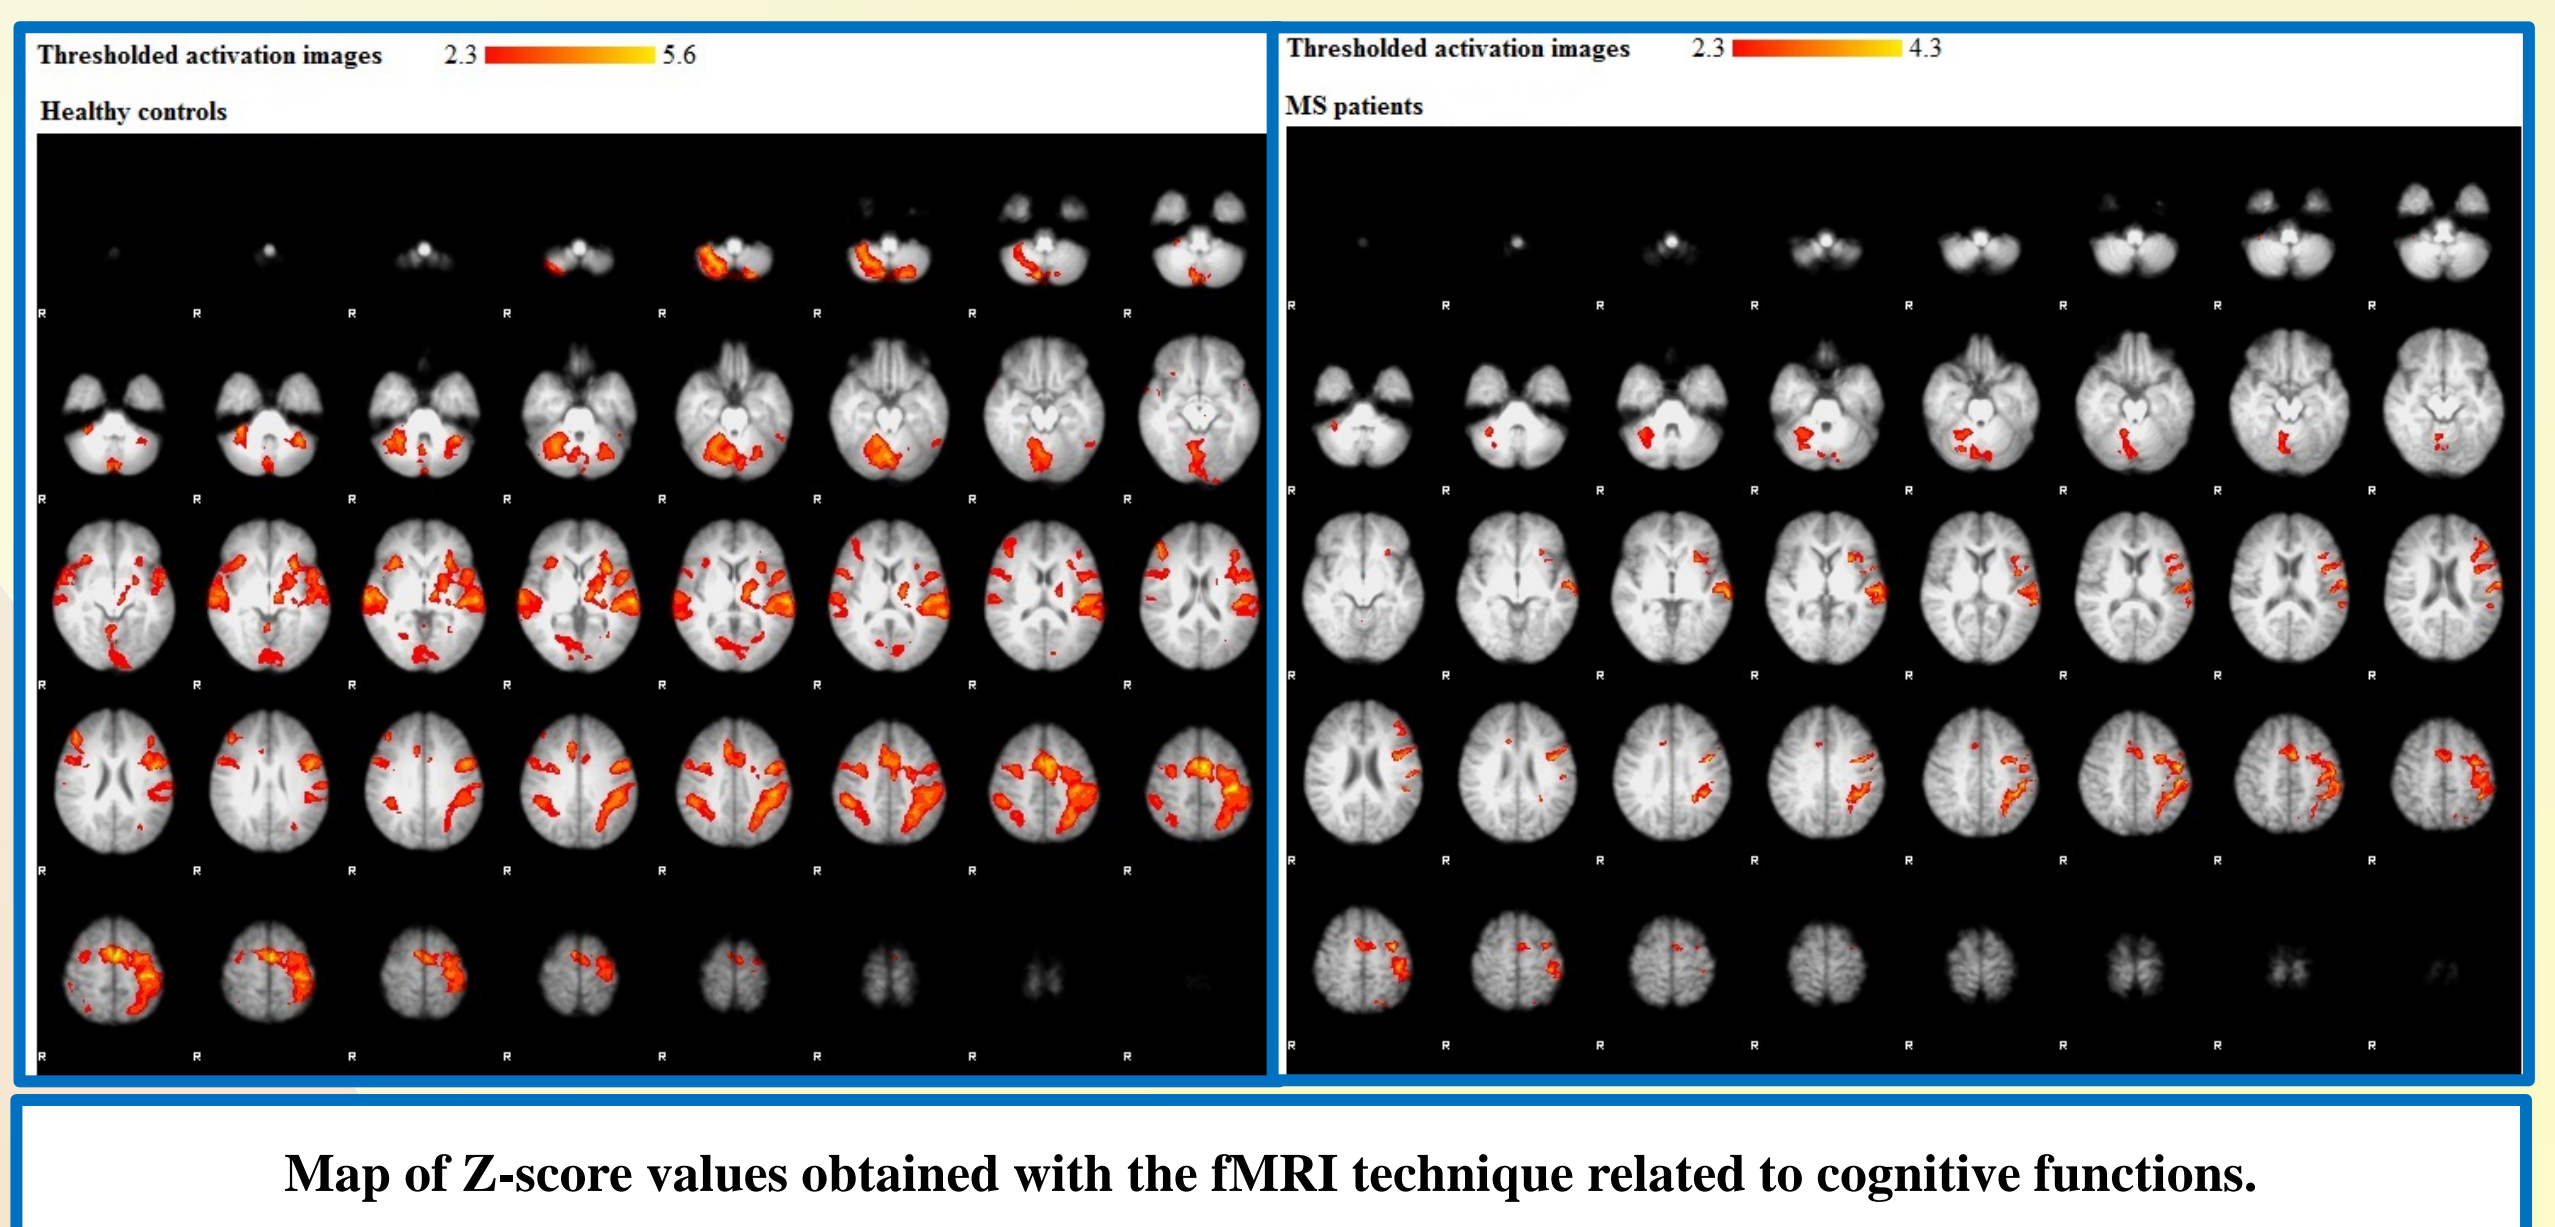 Thresholded activation images 2.3 5.6
Healthy controls
R R R R R R R R
R R R R R R R R
R R R R R R R R
R R R R R R R R
R R R R R R R R
Thresholded activation images 2.3 4.3
MS patients
R R R R R R R R
R R R R R R R R
R R R R R R R R
R R R R R R R R
R R R R R R R R
Map of Z-score values obtained with the fMRI technique related to cognitive functions.